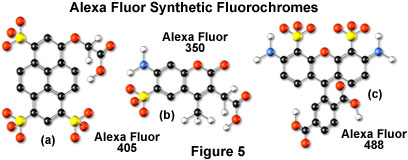 Alexa Fluor Synthetic Fluorochromes
Alexa Fluor
350
(a)
Alexa Fluor
405
(b)
Figure 5
(c)
Alexa Fluor
488